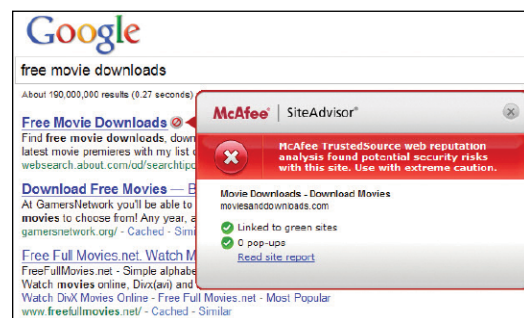 Google
free movie downloads
About 190,000,000 results (0.27 seconds)
Free Movie Downloads
Find free movie downloads, down
latest movie premieres with my list o
websearch.about.com/od/searchtipo
Download Free Movies — B
At GamersNetwork you'll be able to
movies to choose from! Any year, a
gamersnetwork.org/ - Cached - Simi
Free Full Movies.net. Watch M
FreeFullMovies.net - Simple alphabe
Watch movies online, Divx(avi) and
Watch DivX Movies Online - Free Full Movies.net - Most Popular
www.freefullmovies.net/ - Cached - Similar
McAfee | SiteAdvisor®
McAfee TrustedSource web reputation
analysis found potential security risks
with this site. Use with extreme caution.
Movie Downloads - Download Movies
moviesanddownloads.com
Linked to green sites
0 pop-ups
Read site report